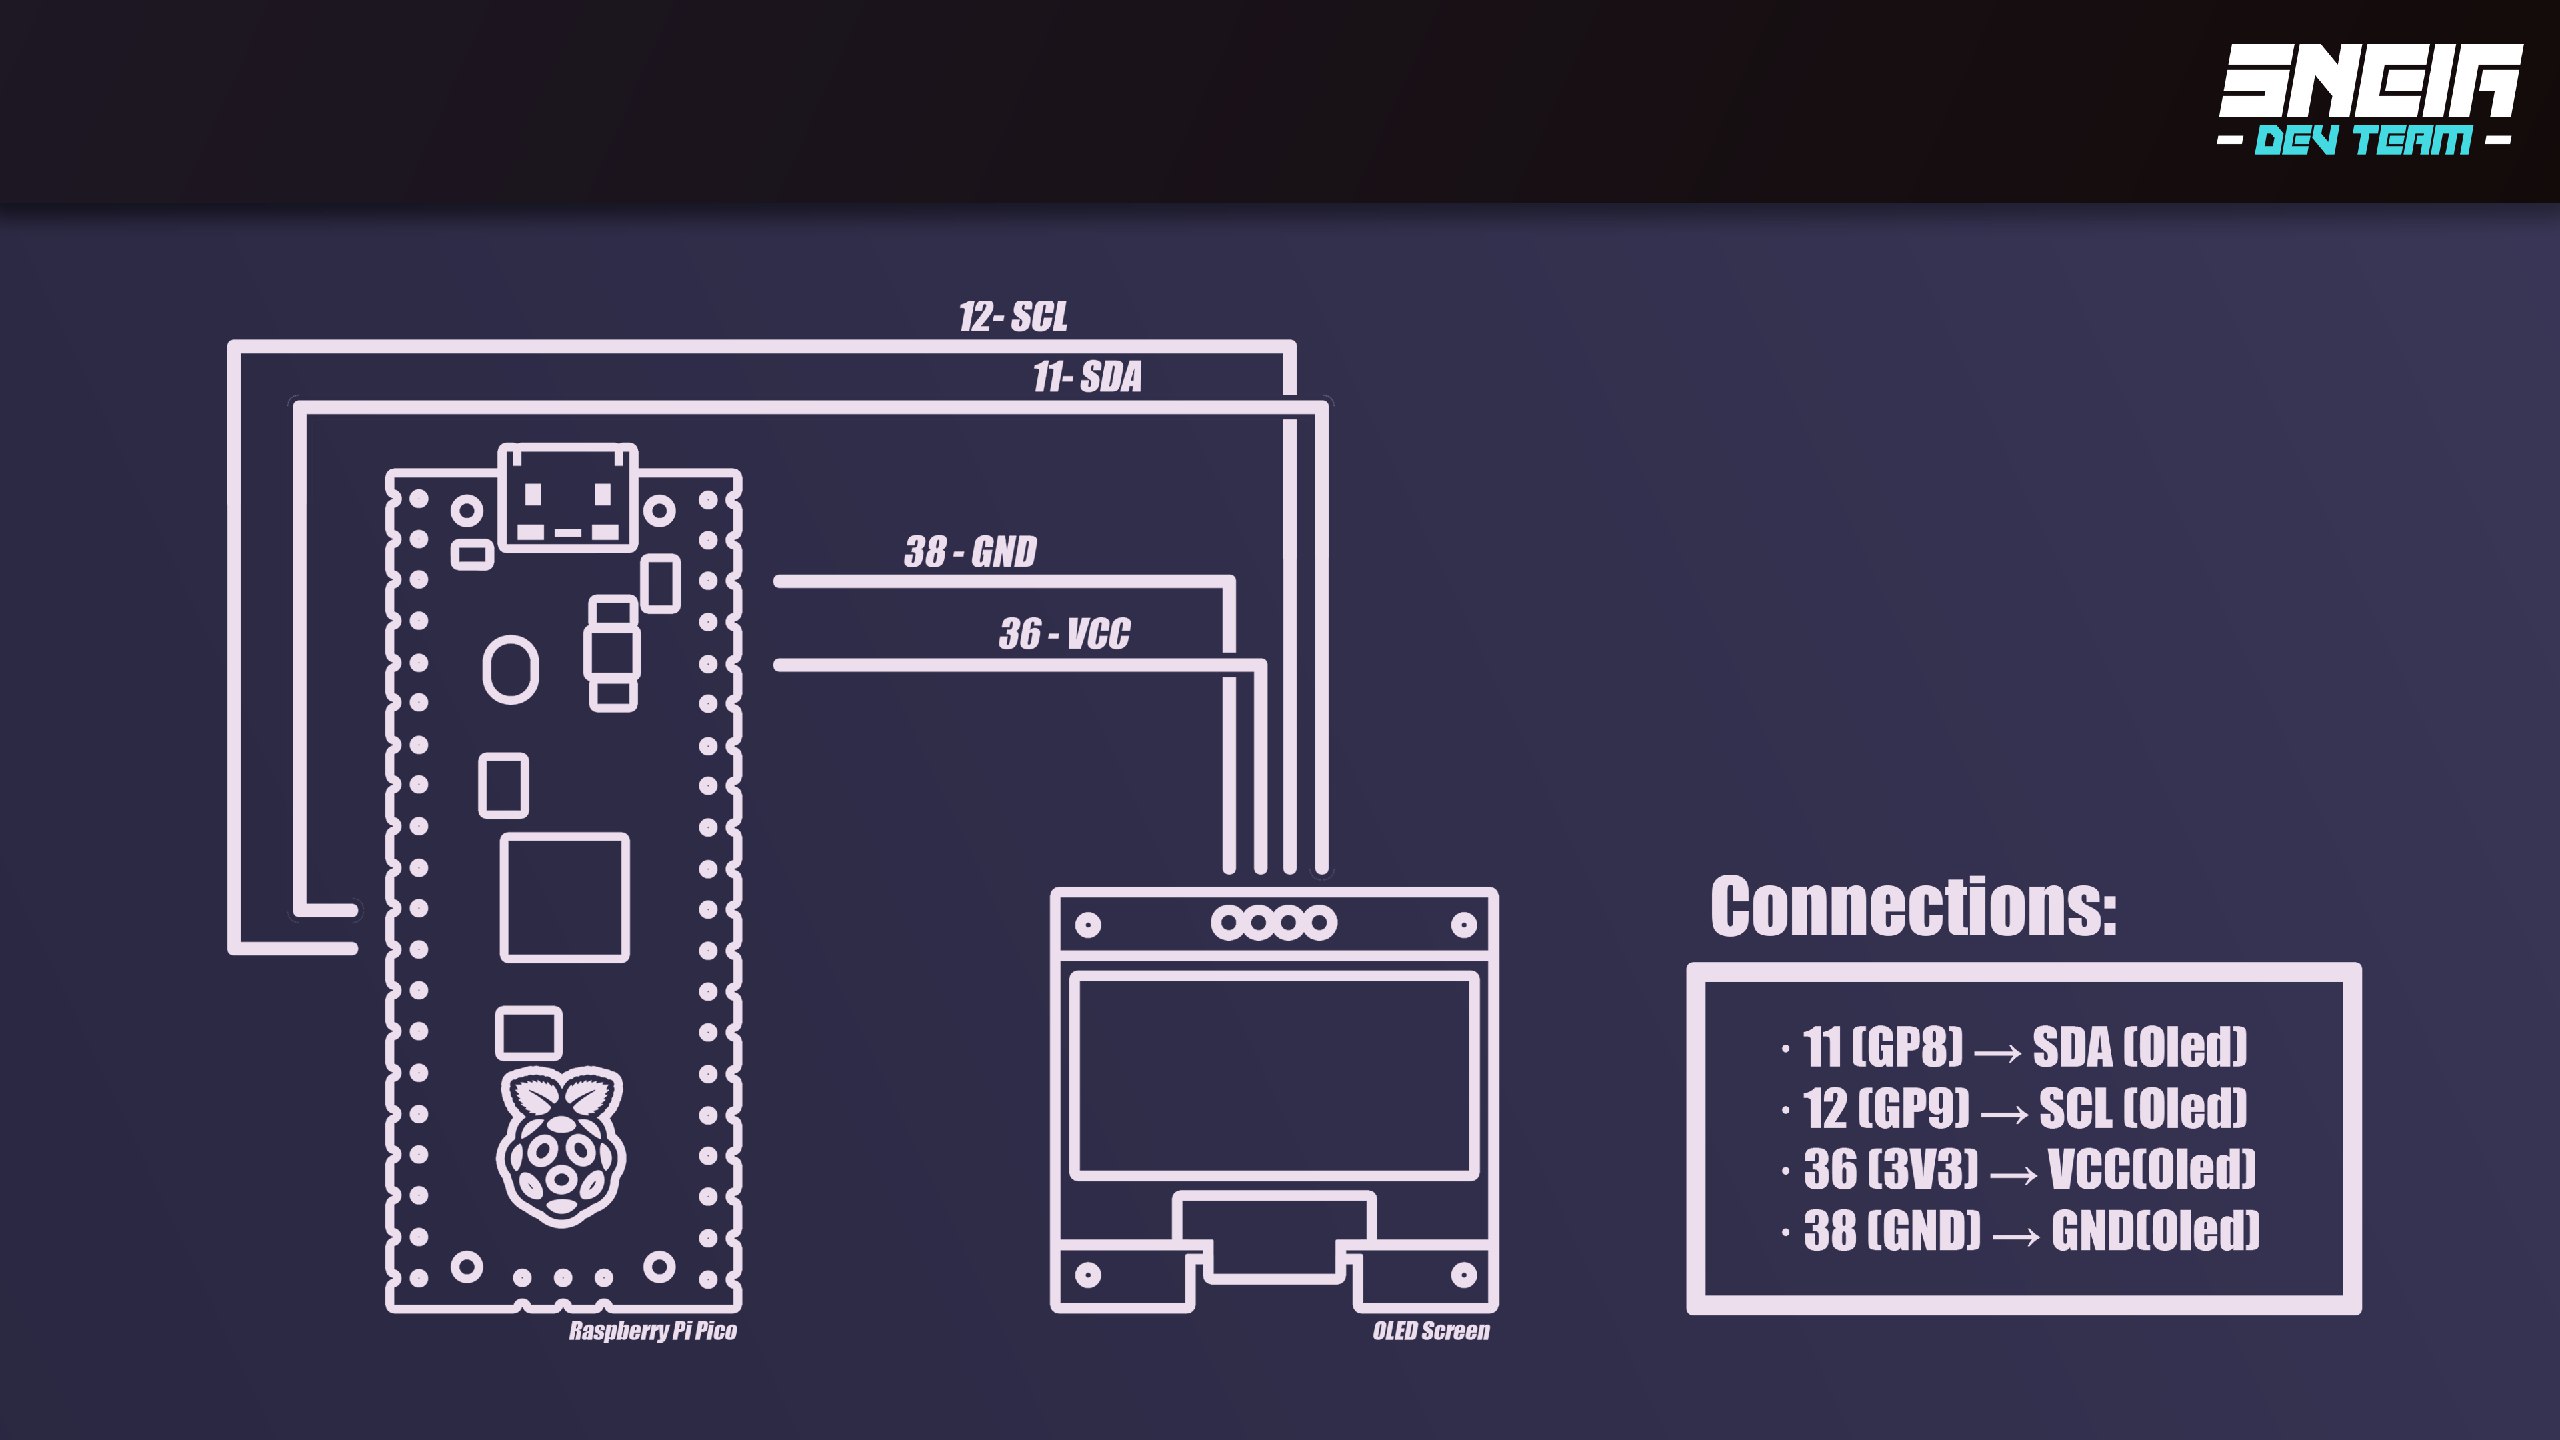 SNEIA
- DEV TEAM -
12- SCL
11- SDA
38 - GND
36 - VCC
Connections:
· 11 (GP8) → SDA (Oled)
· 12 (GP9) → SCL (Oled)
· 36 (3V3) → VCC(Oled)
· 38 (GND) → GND(Oled)
Raspberry Pi Pico
OLED Screen